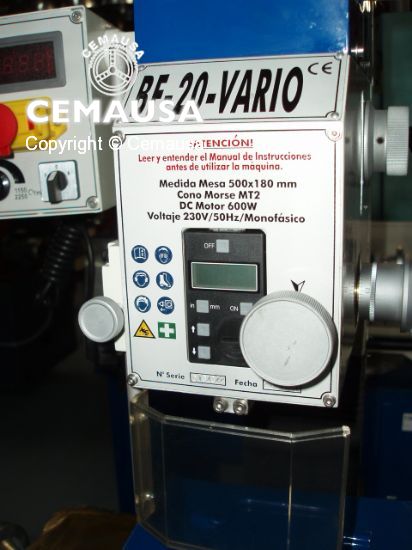 CEMAUSA
BF-20-VARIO CE
CEMAUSA
Copyright © Cemausa
¡ATENCIÓN!
Leer y entender el Manual de Instrucciones
antes de utilizar la maquina.
Medida Mesa 500x180 mm
Cono Morse MT2
DC Motor 600W
Voltaje 230V/50Hz/Monofásico
OFF
in mm ON
Nº Serie Fecha
1150
2255